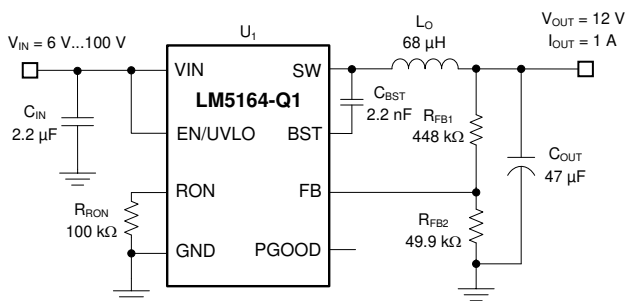 V_IN = 6 V...100 V
U_1
L_O
68 µH
V_OUT = 12 V
I_OUT = 1 A
VIN
SW
LM5164-Q1
C_IN
2.2 µF
C_BST
2.2 nF
R_FB1
448 kΩ
EN/UVLO
BST
C_OUT
47 µF
RON
FB
R_RON
100 kΩ
R_FB2
49.9 kΩ
GND
PGOOD